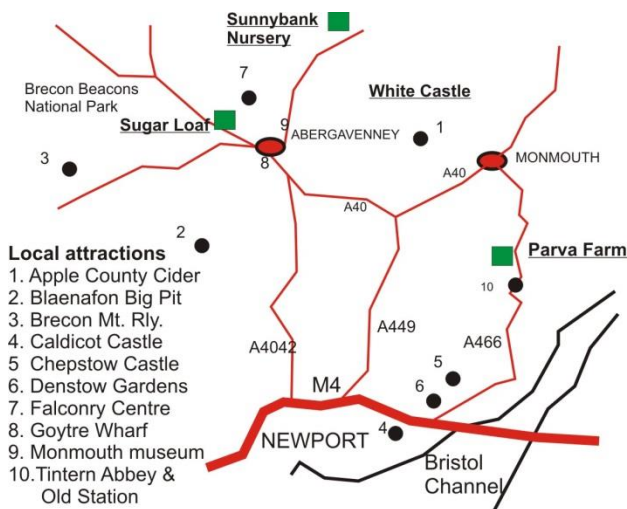 Sunnybank
Nursery
7
Brecon Beacons
National Park
Sugar Loaf
9
ABERGAVENNEY
8
White Castle
1
MONMOUTH
A40
A40
3
2
Parva Farm
10
Local attractions
1. Apple County Cider
2. Blaenafon Big Pit
3. Brecon Mt. Rly.
4. Caldicot Castle
5 Chepstow Castle
6 Denstow Gardens
7 Falconry Centre
8 Goytre Wharf
9 Monmouth museum
10.Tintern Abbey &
Old Station
A4042
A449
A466
5
6
M4
4
NEWPORT
Bristol
Channel